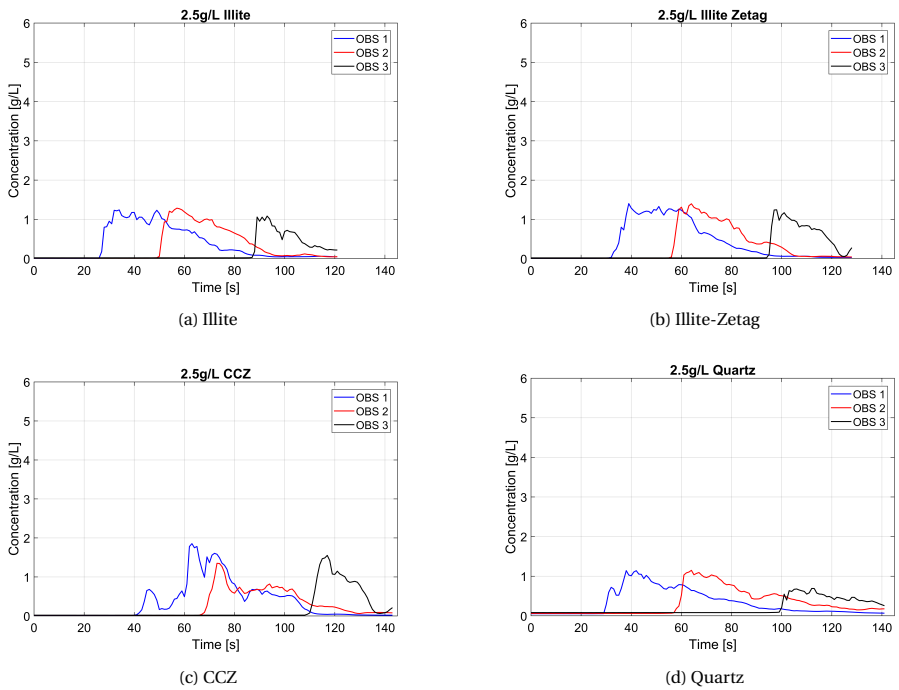 2.5g/L Illite
Concentration [g/L]
6
5
4
3
2
1
0
0 20 40 60 80 100 120 140
Time [s]
OBS 1
OBS 2
OBS 3
(a) Illite
2.5g/L Illite Zetag
Concentration [g/L]
6
5
4
3
2
1
0
0 20 40 60 80 100 120 140
Time [s]
OBS 1
OBS 2
OBS 3
(b) Illite-Zetag
2.5g/L CCZ
Concentration [g/L]
6
5
4
3
2
1
0
0 20 40 60 80 100 120 140
Time [s]
OBS 1
OBS 2
OBS 3
(c) CCZ
2.5g/L Quartz
Concentration [g/L]
6
5
4
3
2
1
0
0 20 40 60 80 100 120 140
Time [s]
OBS 1
OBS 2
OBS 3
(d) Quartz